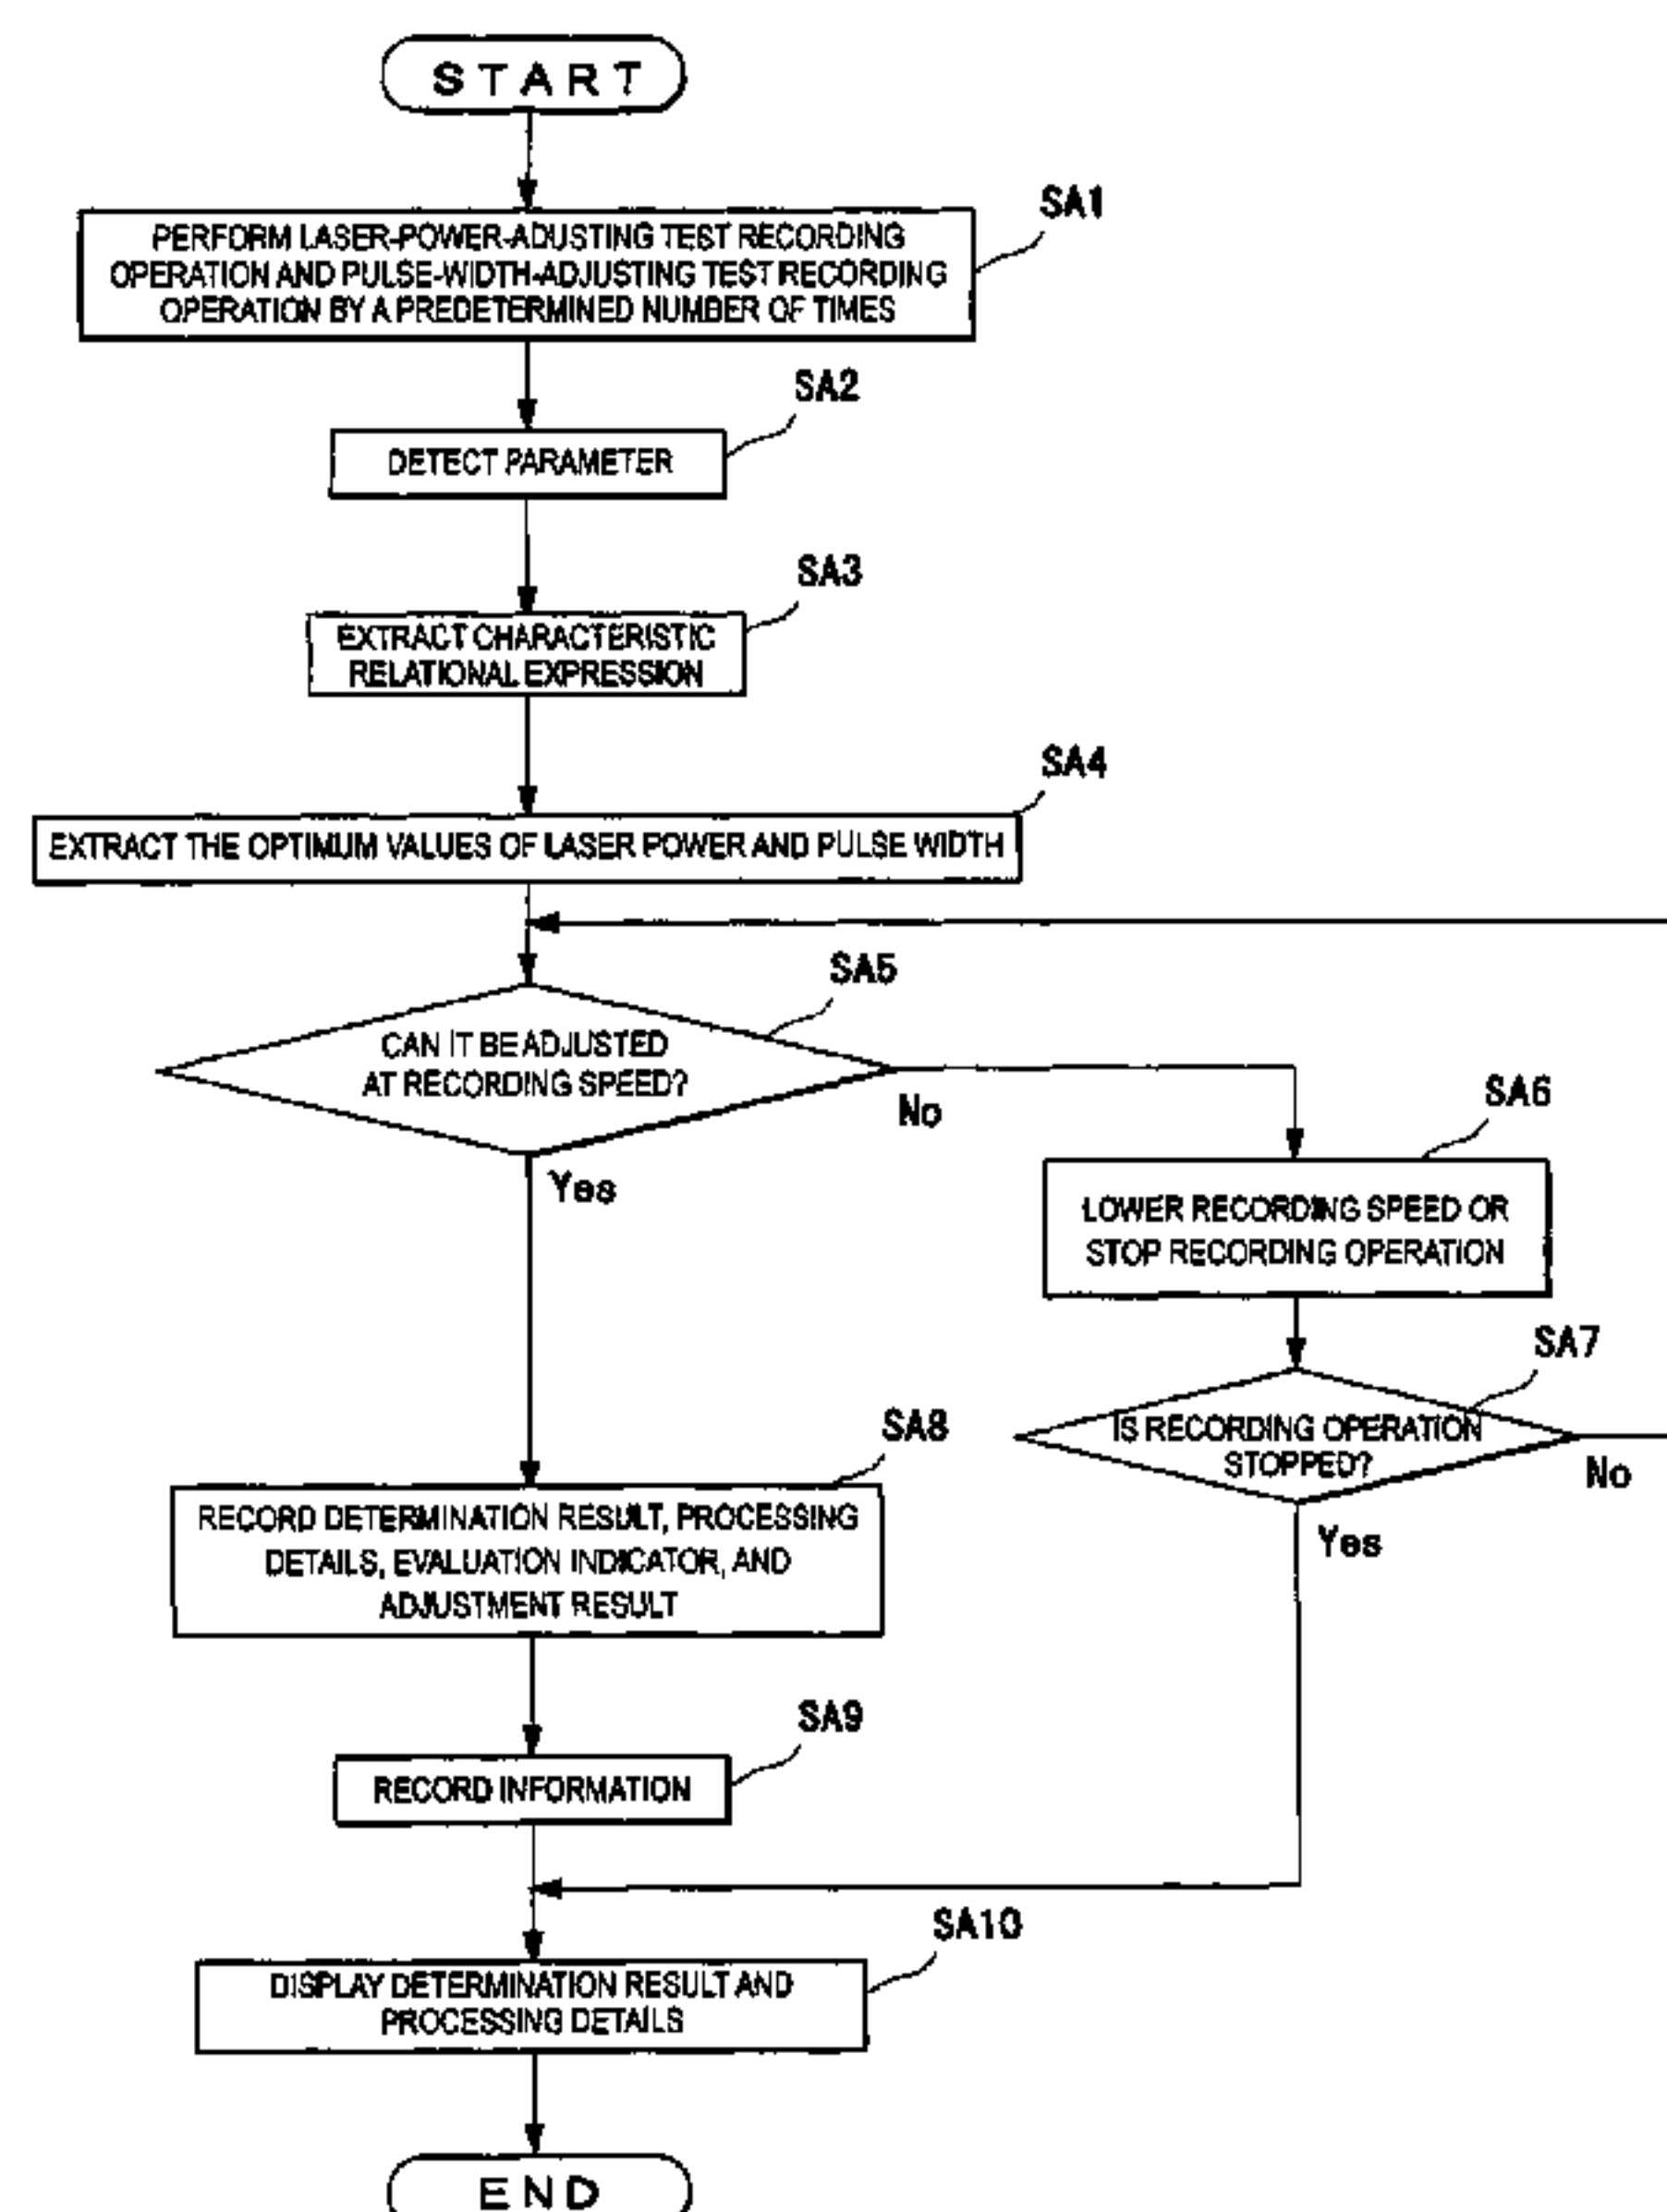 START
SA1
PERFORM LASER-POWER-ADUSTING TEST RECORDING
OPERATION AND PULSE-WIDTH-ADJUSTING TEST RECORDING
OPERATION BY A PREDETERMINED NUMBER OF TIMES
SA2
DETECT PARAMETER
SA3
EXTRACT CHARACTERISTIC
RELATIONAL EXPRESSION
SA4
EXTRACT THE OPTIMUM VALUES OF LASER POWER AND PULSE WIDTH
SA5
CAN IT BE ADJUSTED
AT RECORDING SPEED?
No
Yes
SA6
LOWER RECORDING SPEED OR
STOP RECORDING OPERATION
SA7
IS RECORDING OPERATION
STOPPED?
No
Yes
SA8
RECORD DETERMINATION RESULT, PROCESSING
DETAILS, EVALUATION INDICATOR, AND
ADJUSTMENT RESULT
SA9
RECORD INFORMATION
SA10
DISPLAY DETERMINATION RESULT AND
PROCESSING DETAILS
END